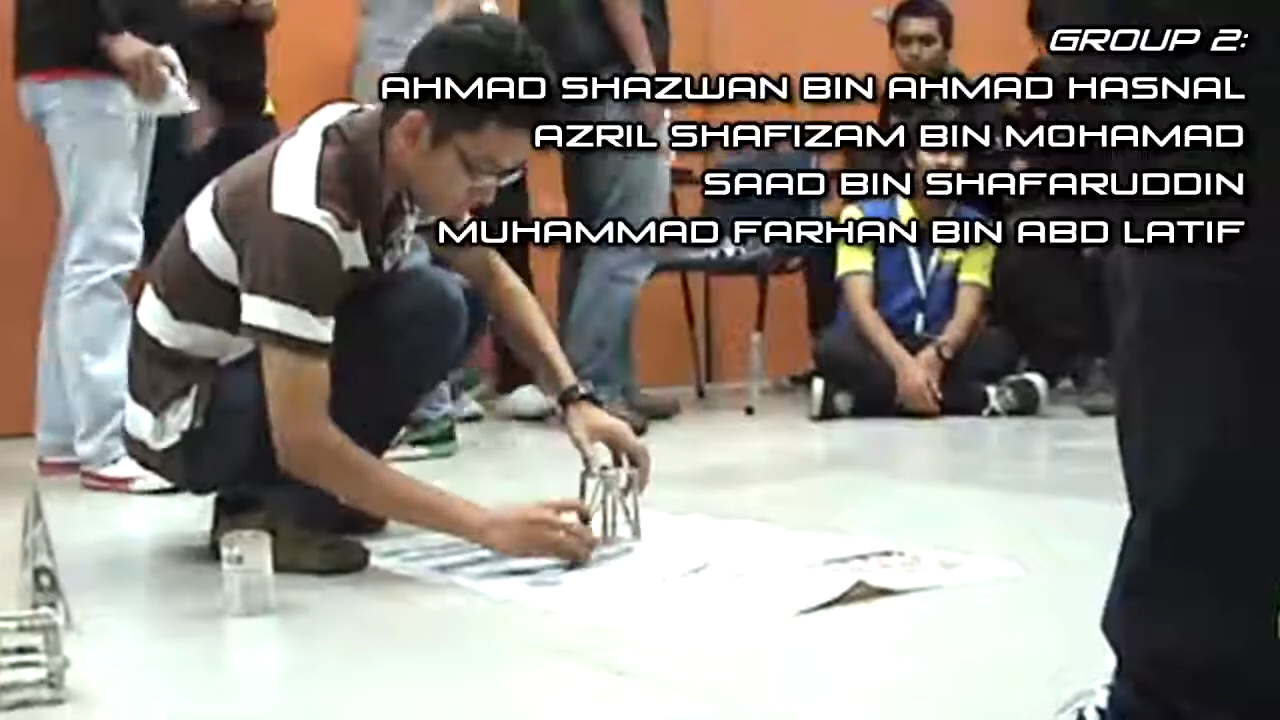 GROUP 2:
AHMAD SHAZWAN BIN AHMAD HASNAL
AZRIL SHAFIZAM BIN MOHAMAD
SAAD BIN SHAFARUDDIN
MUHAMMAD FARHAN BIN ABD LATIF